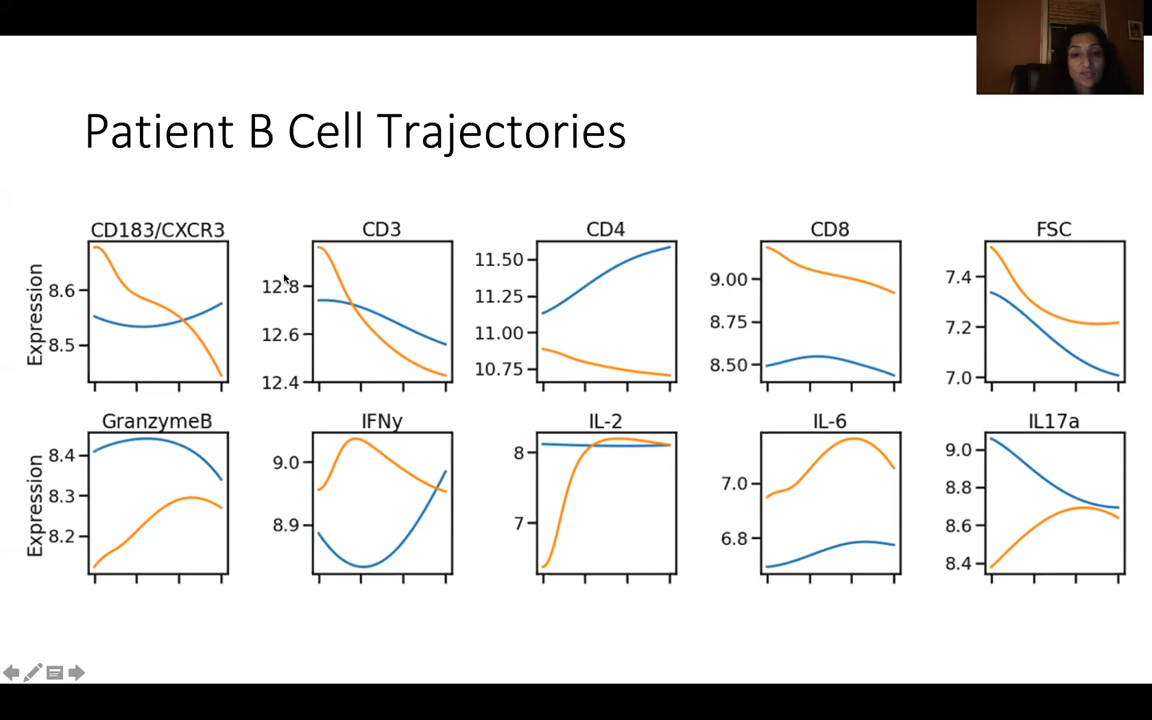 Patient B Cell Trajectories
CD183/CXCR3
CD3
CD4
CD8
FSC
Expression
8.6
8.5
12.8
12.6
12.4
11.50
11.25
11.00
10.75
9.00
8.75
8.50
7.4
7.2
7.0
GranzymeB
IFNy
IL-2
IL-6
IL17a
Expression
8.4
8.3
8.2
9.0
8.9
8
7
7.0
6.8
9.0
8.8
8.6
8.4